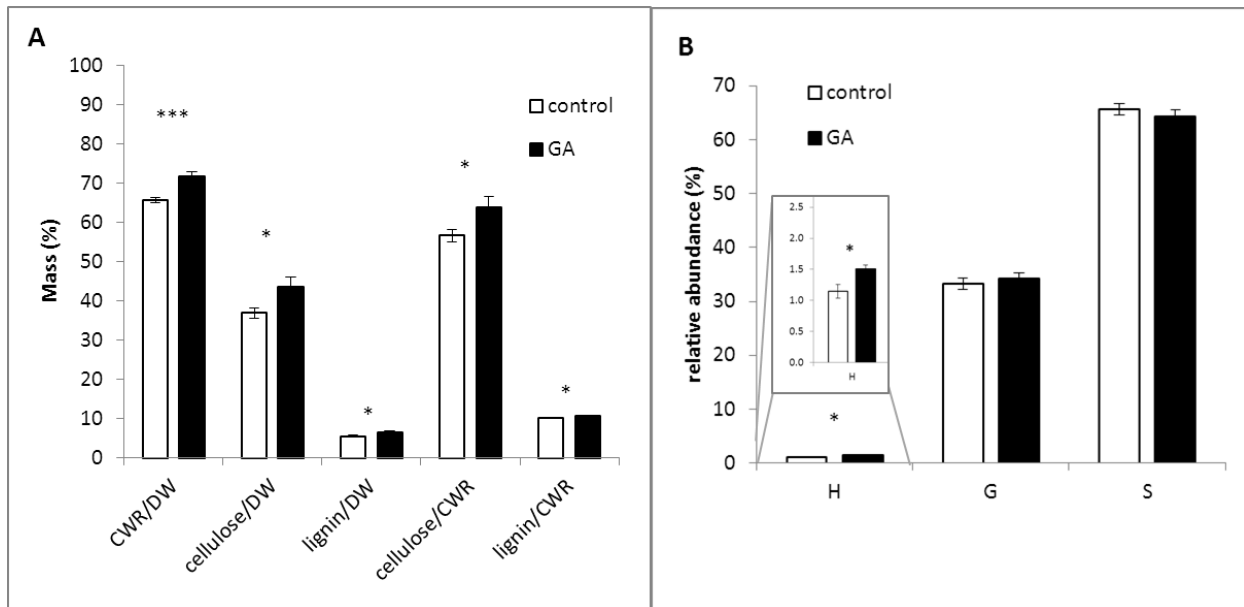 A
Mass (%)
100
90
80
70
60
50
40
30
20
10
0
***
*
*
*
*
control
GA
CWR/DW
cellulose/DW
lignin/DW
cellulose/CWR
lignin/CWR
B
relative abundance (%)
70
60
50
40
30
20
10
0
control
GA
2.5
2.0
1.5
1.0
0.5
0.0
*
H
*
H
G
S